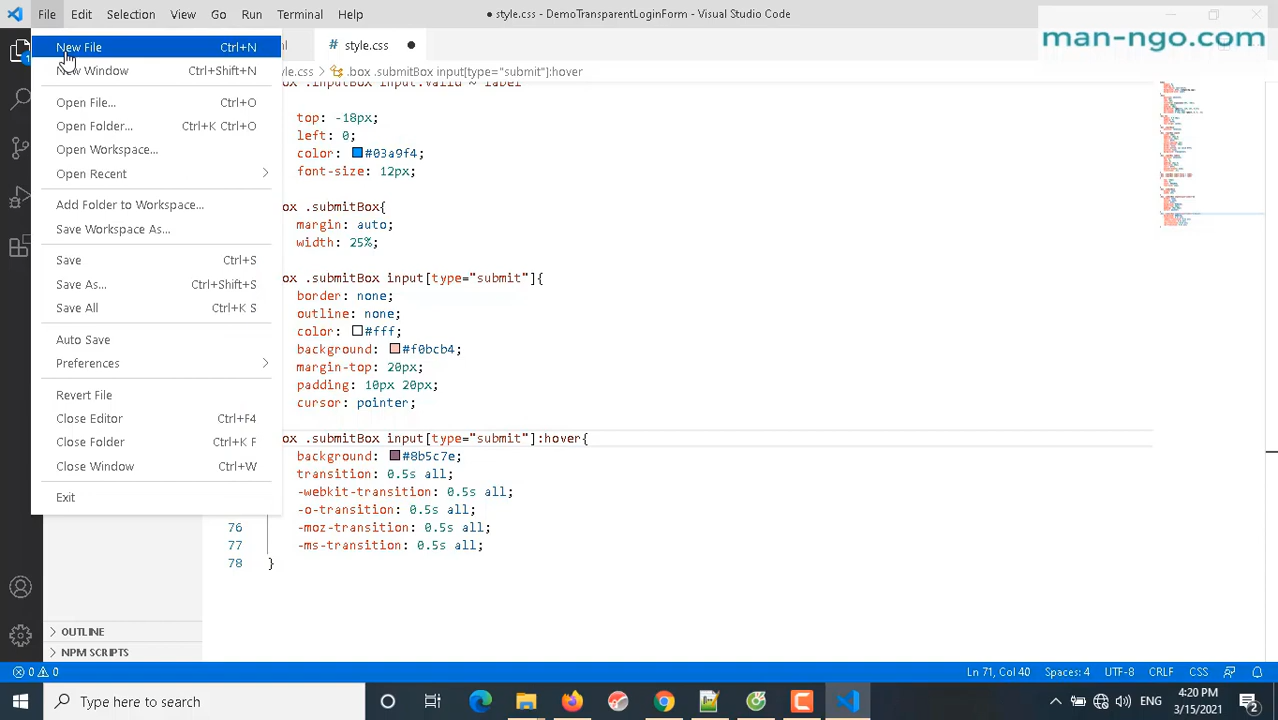 File Edit Selection View Go Run Terminal Help
● style.css - DemoTransparentLoginForm - Visual Studio Code
man-ngo.com
# style.css ●
.box .submitBox input[type="submit"]:hover
New File Ctrl+N
New Window Ctrl+Shift+N
Open File... Ctrl+O
Open Folder... Ctrl+K Ctrl+O
Open Workspace...
Open Recent
Add Folder to Workspace...
Save Workspace As...
Save Ctrl+S
Save As... Ctrl+Shift+S
Save All Ctrl+K S
Auto Save
Preferences
Revert File
Close Editor Ctrl+F4
Close Folder Ctrl+K F
Close Window Ctrl+W
Exit
top: -18px;
left: 0;
color: #03a9f4;
font-size: 12px;
ox .submitBox{
margin: auto;
width: 25%;
ox .submitBox input[type="submit"]{
border: none;
outline: none;
color: #fff;
background: #f0bcb4;
margin-top: 20px;
padding: 10px 20px;
cursor: pointer;
ox .submitBox input[type="submit"]:hover{
background: #8b5c7e;
transition: 0.5s all;
-webkit-transition: 0.5s all;
-o-transition: 0.5s all;
76 -moz-transition: 0.5s all;
77 -ms-transition: 0.5s all;
78 }
OUTLINE
NPM SCRIPTS
0 0 Ln 71, Col 40 Spaces: 4 UTF-8 CRLF CSS
Type here to search
ENG
4:20 PM
3/15/2021
2